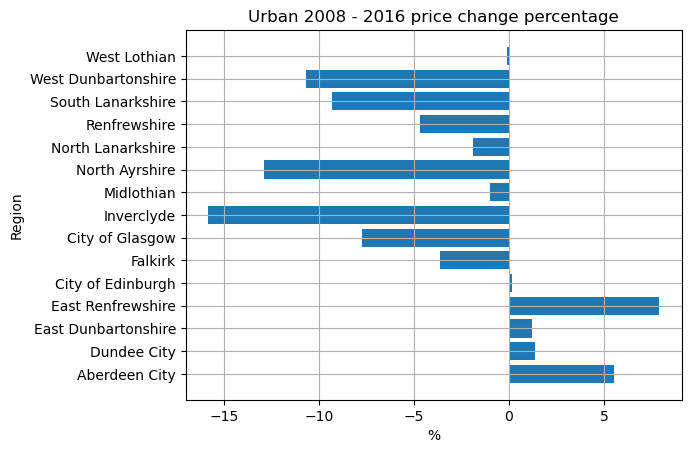 Urban 2008 - 2016 price change percentage
West Lothian
West Dunbartonshire
South Lanarkshire
Renfrewshire
North Lanarkshire
North Ayrshire
Midlothian
Inverclyde
City of Glasgow
Falkirk
City of Edinburgh
East Renfrewshire
East Dunbartonshire
Dundee City
Aberdeen City
Region
−15 −10 −5 0 5
%